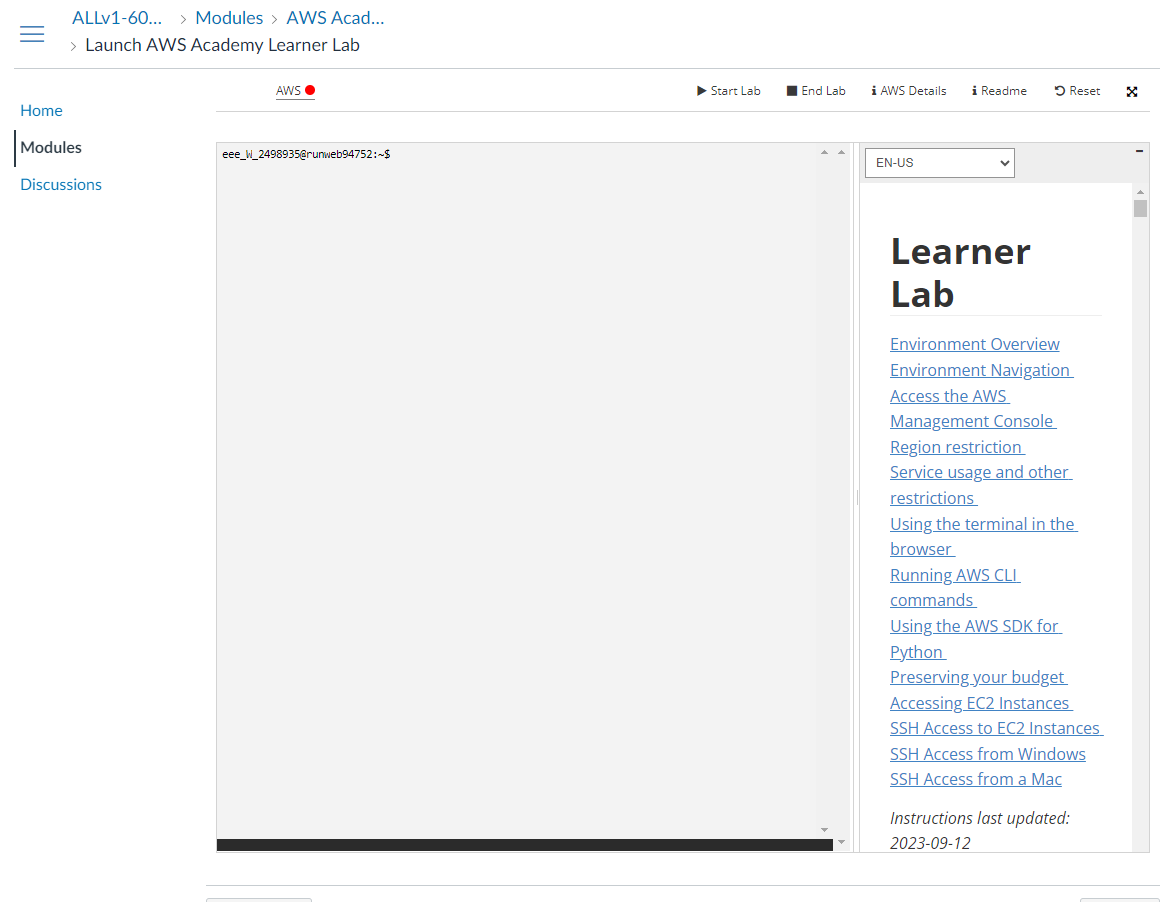 ALLv1-60... > Modules > AWS Acad...
> Launch AWS Academy Learner Lab
Home
Modules
Discussions
AWS
Start Lab
End Lab
AWS Details
Readme
Reset
eee_W_2498935@runweb94752:~$
EN-US
Learner
Lab
Environment Overview
Environment Navigation
Access the AWS
Management Console
Region restriction
Service usage and other
restrictions
Using the terminal in the
browser
Running AWS CLI
commands
Using the AWS SDK for
Python
Preserving your budget
Accessing EC2 Instances
SSH Access to EC2 Instances
SSH Access from Windows
SSH Access from a Mac
Instructions last updated:
2023-09-12